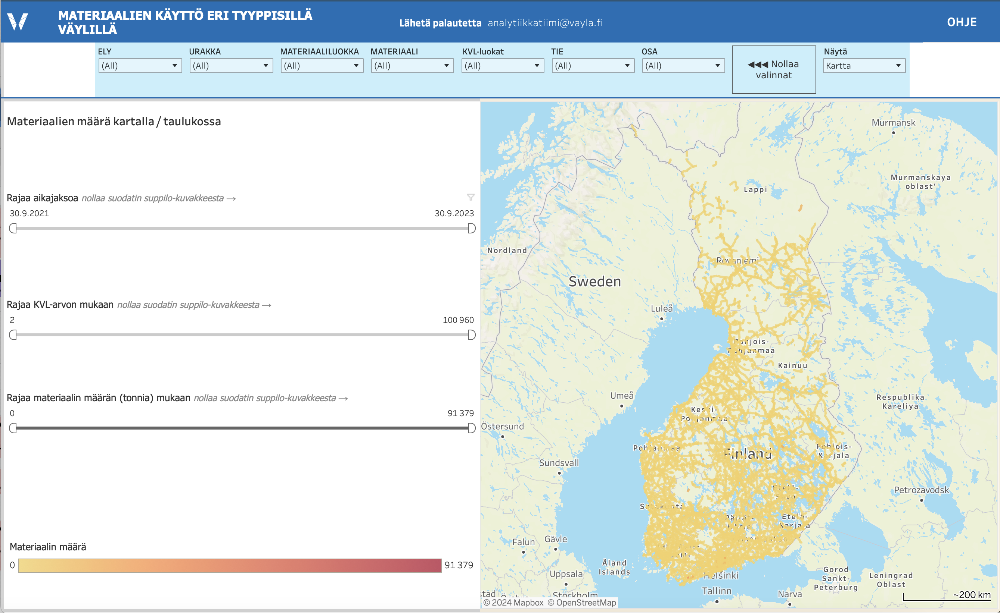 MATERIAALIEN KÄYTTÖ ERI TYYPPISILLÄ
VÄYLILLÄ
Lähetä palautetta analytiikkatiimi@vayla.fi
OHJE
ELY
URAKKA
MATERIAALILUOKKA
MATERIAALI
KVL-luokat
TIE
OSA
Näytä
(All)
(All)
(All)
(All)
(All)
(All)
(All)
◀◀◀ Nollaa
valinnat
Kartta
Materiaalien määrä kartalla / taulukossa
Rajaa aikajaksoa nollaa suodatin suppilo-kuvakkeesta →
30.9.2021
30.9.2023
Rajaa KVL-arvon mukaan nollaa suodatin suppilo-kuvakkeesta →
2
100 960
Rajaa materiaalin määrän (tonnia) mukaan nollaa suodatin suppilo-kuvakkeesta →
0
91 379
Materiaalin määrä
0
91 379
Murmansk
Murmanskaya
oblast’
Lappi
Nordland
Rovaniemi
Sweden
Luleå
Pohjois-
Pohjanmaa
Kainuu
Umeå
Respublika
Kareliya
Keski-
Pohjanmaa
Östersund
Pohjanmaa
Finland
Pohjois-
Karjala
Sundsvall
Etelä-
Savo
Petrozavodsk
Satakunta
Etelä-
Karjala
Falun
Gävle
Åland
Islands
Uppsala
Helsinki
Gorod
Sankt-
Peterburg
Leningrad
Oblast
Tallinn
Narva
Stockholm
~200 km
© 2024 Mapbox © OpenStreetMap